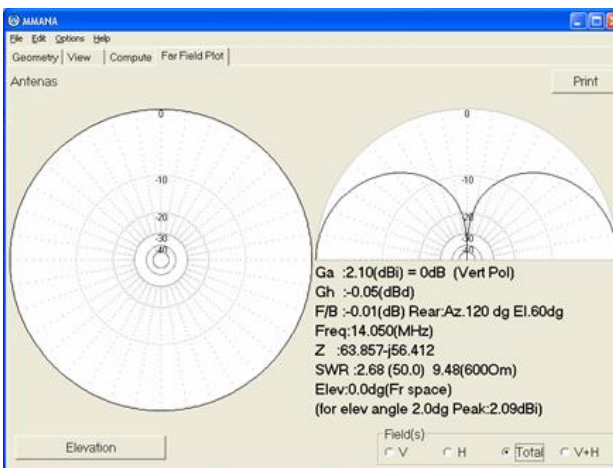 MMANA
File Edit Options Help
Geometry View Compute Far Field Plot
Antenas
Print
0
-10
-20
-30
-40
0
-10
-20
-30
-40
Ga :2.10(dBi) = 0dB (Vert Pol)
Gh :-0.05(dBd)
F/B :-0.01(dB) Rear:Az.120 dg El.60dg
Freq:14.050(MHz)
Z :63.857-j56.412
SWR :2.68 (50.0) 9.48(600Om)
Elev:0.0dg(Fr space)
(for elev angle 2.0dg Peak:2.09dBi)
Elevation
Field(s)
V H Total V+H